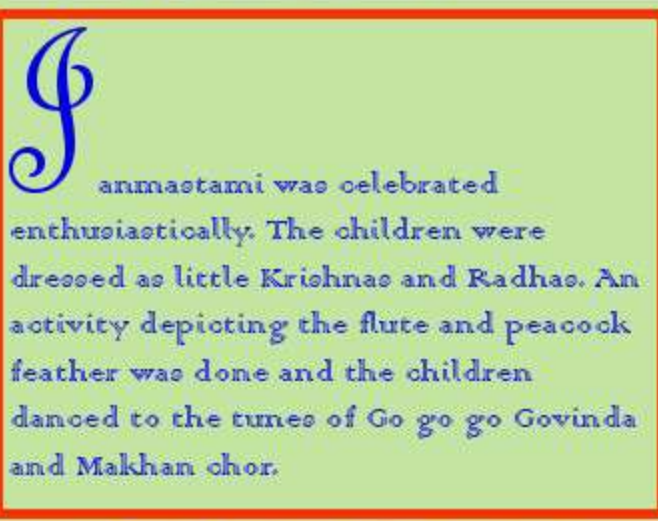 Janmastami was celebrated
enthusiastically. The children were
dressed as little Krishnas and Radhas. An
activity depicting the flute and peacock
feather was done and the children
danced to the tunes of Go go go Govinda
and Makhan chor.